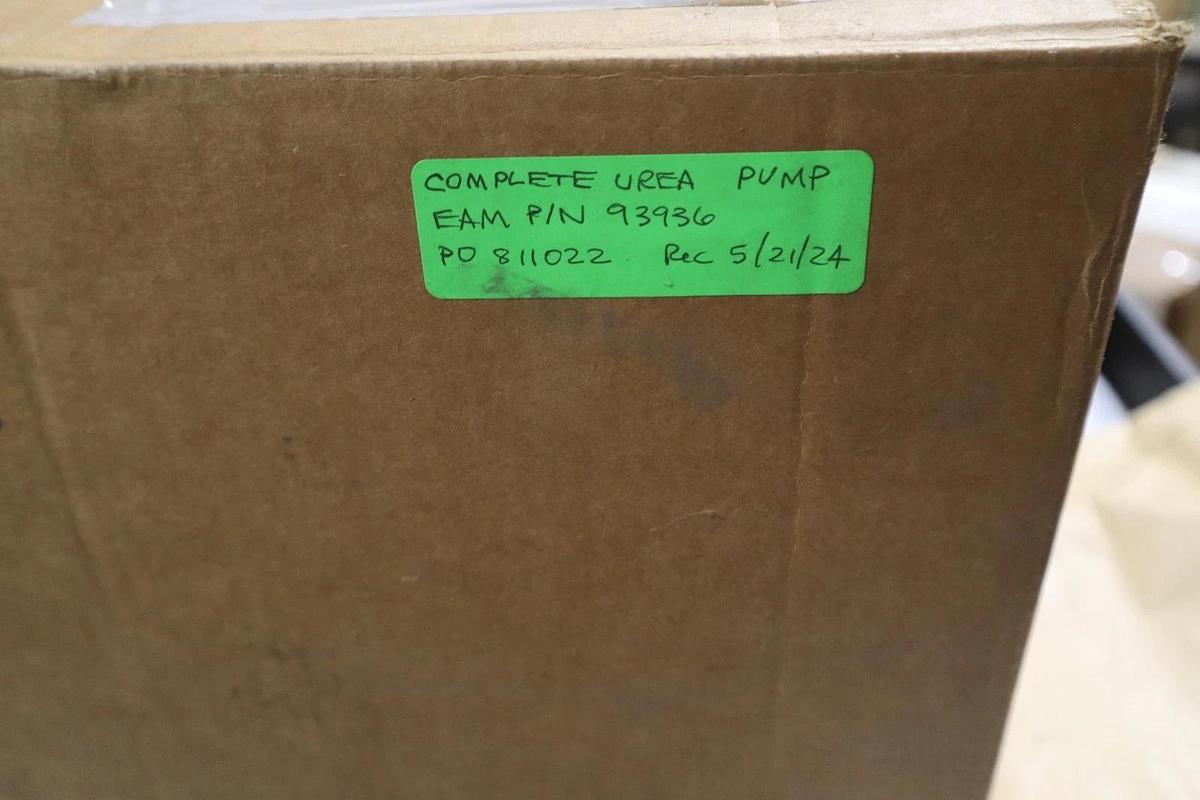 COMPLETE UREA PUMP
EAM P/N 93936
PO 811022 Rec 5/21/24